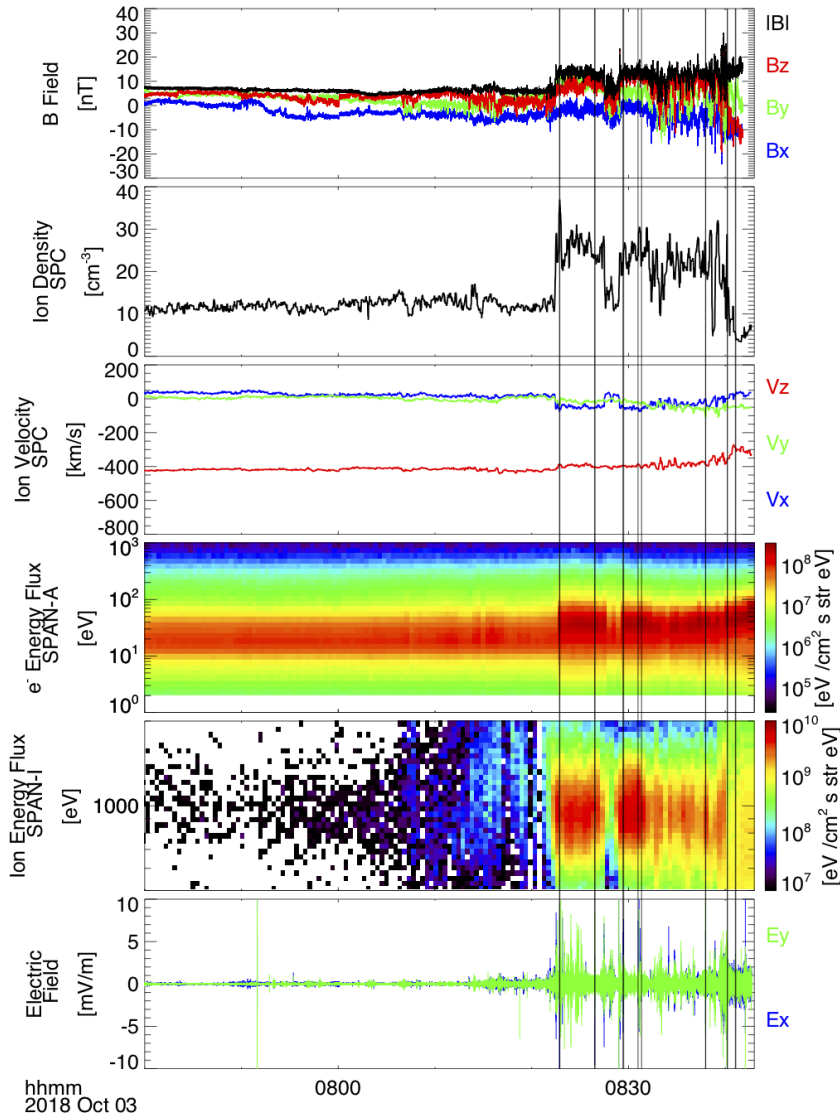 40
30
20
10
0
-10
-20
-30
B Field
[nT]
|B|
Bz
By
Bx
40
30
20
10
0
Ion Density
SPC
[cm⁻³]
200
0
-200
-400
-600
-800
Ion Velocity
SPC
[km/s]
Vz
Vy
Vx
10³
10²
10¹
10⁰
e⁻ Energy Flux
SPAN-A
[eV]
10⁸
10⁷
10⁶
10⁵
[eV /cm² s str eV]
1000
Ion Energy Flux
SPAN-I
[eV]
10¹⁰
10⁹
10⁸
10⁷
[eV /cm² s str eV]
10
5
0
-5
-10
Electric
Field
[mV/m]
Ey
Ex
hhmm
2018 Oct 03
0800
0830